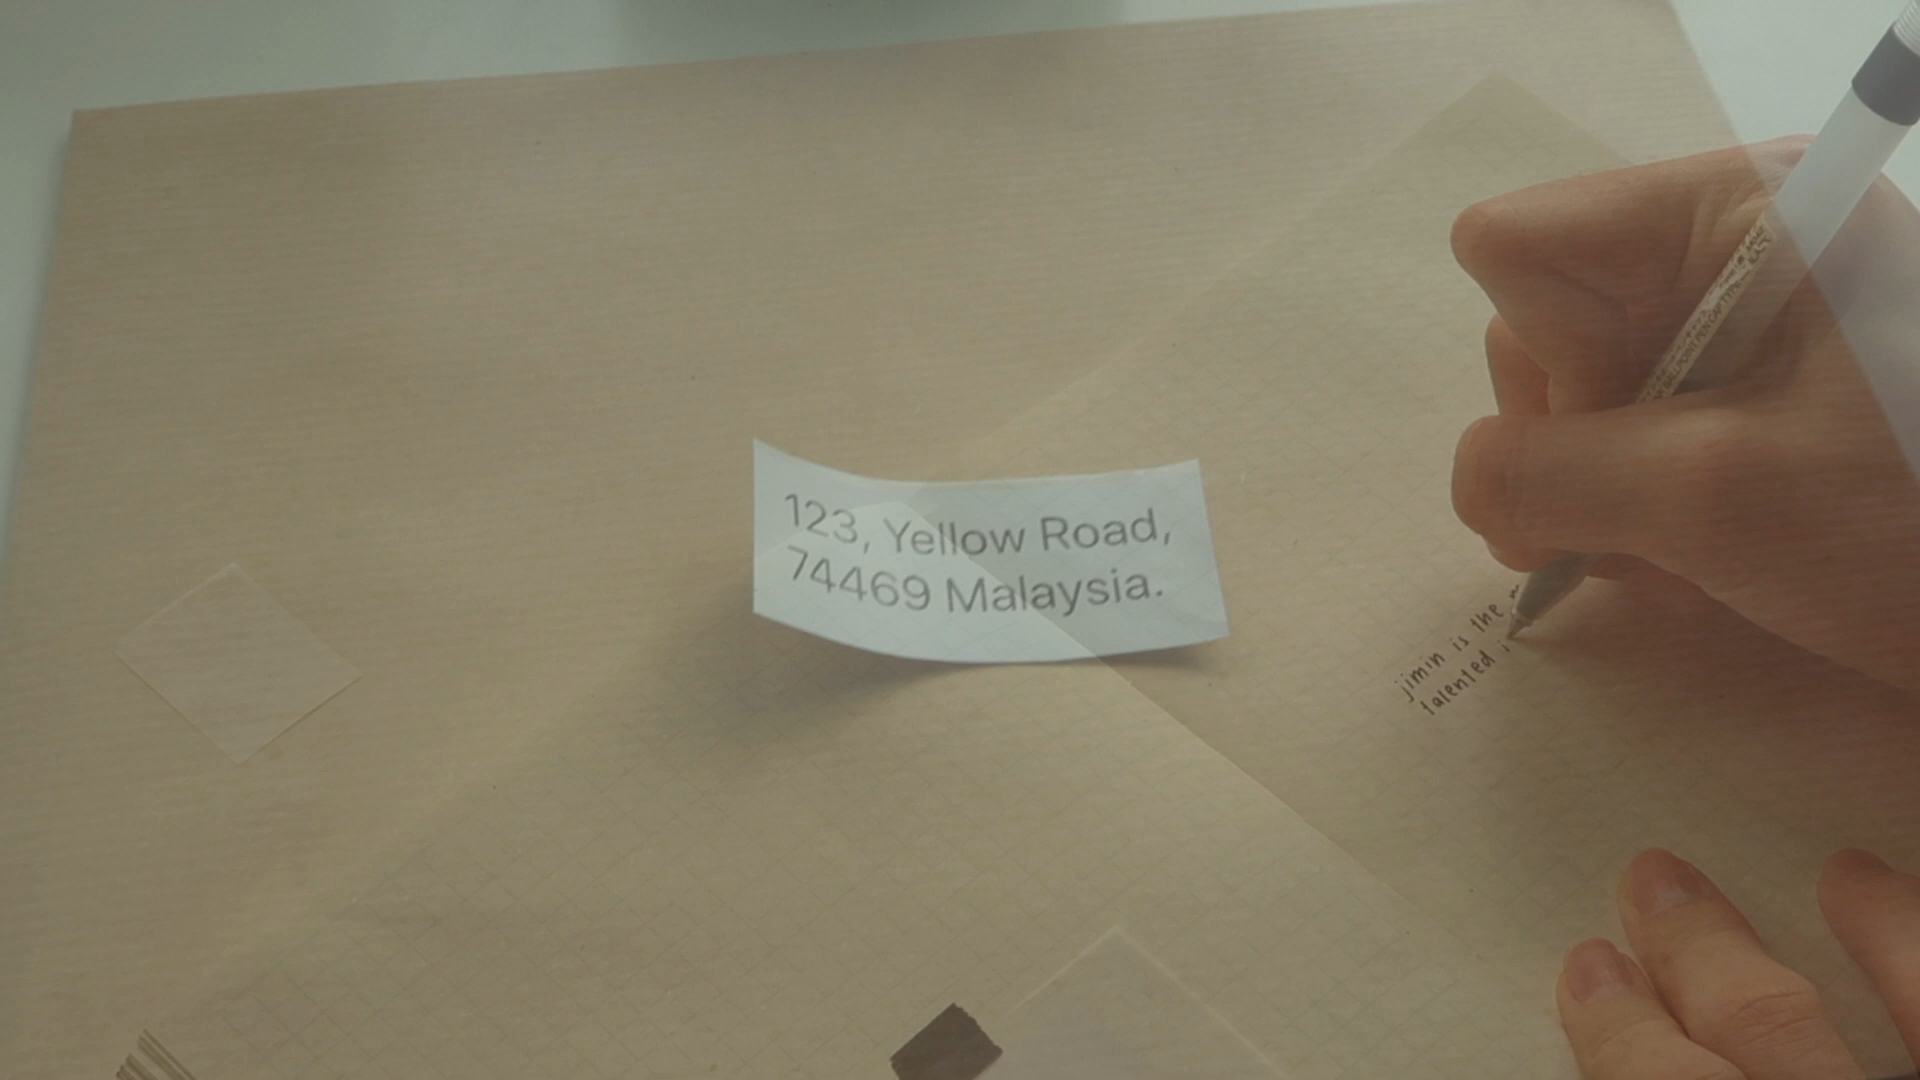 123, Yellow Road,
74469 Malaysia.
jimin is the
talented i